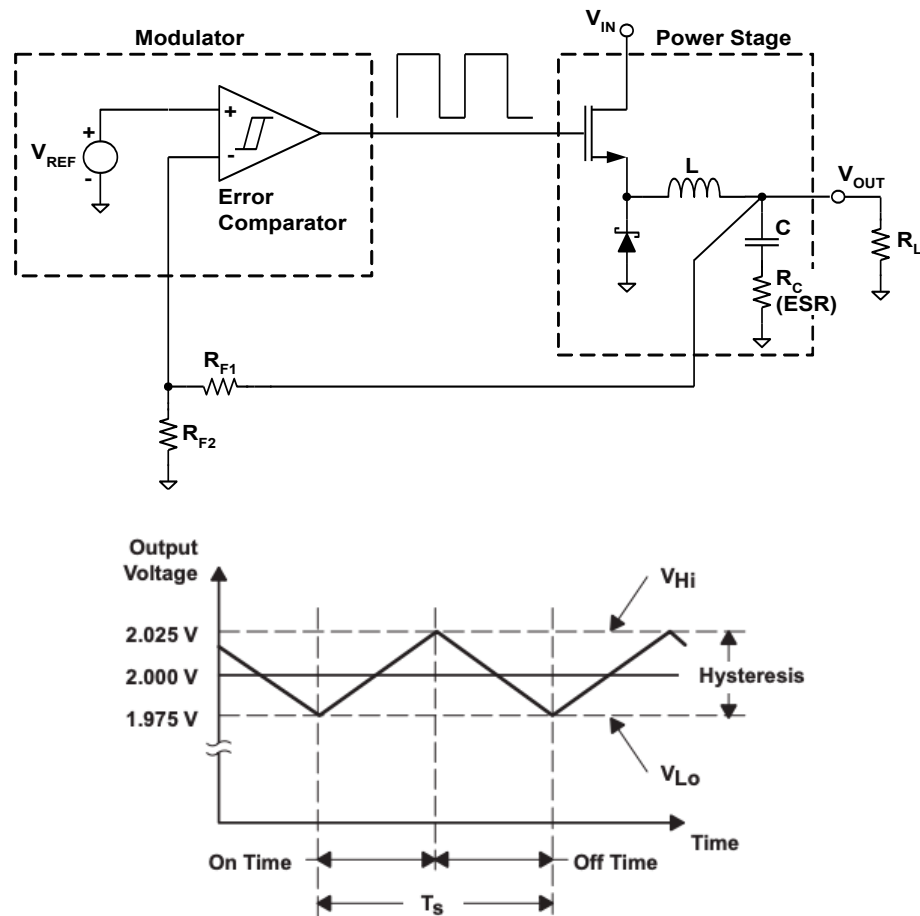 Modulator
V_IN
Power Stage
+
V_REF
+
-
-
Error
Comparator
L
V_OUT
C
R_L
R_C
(ESR)
R_F1
R_F2
Output
Voltage
V_Hi
2.025 V
2.000 V
Hysteresis
1.975 V
V_Lo
Time
On Time
Off Time
T_s